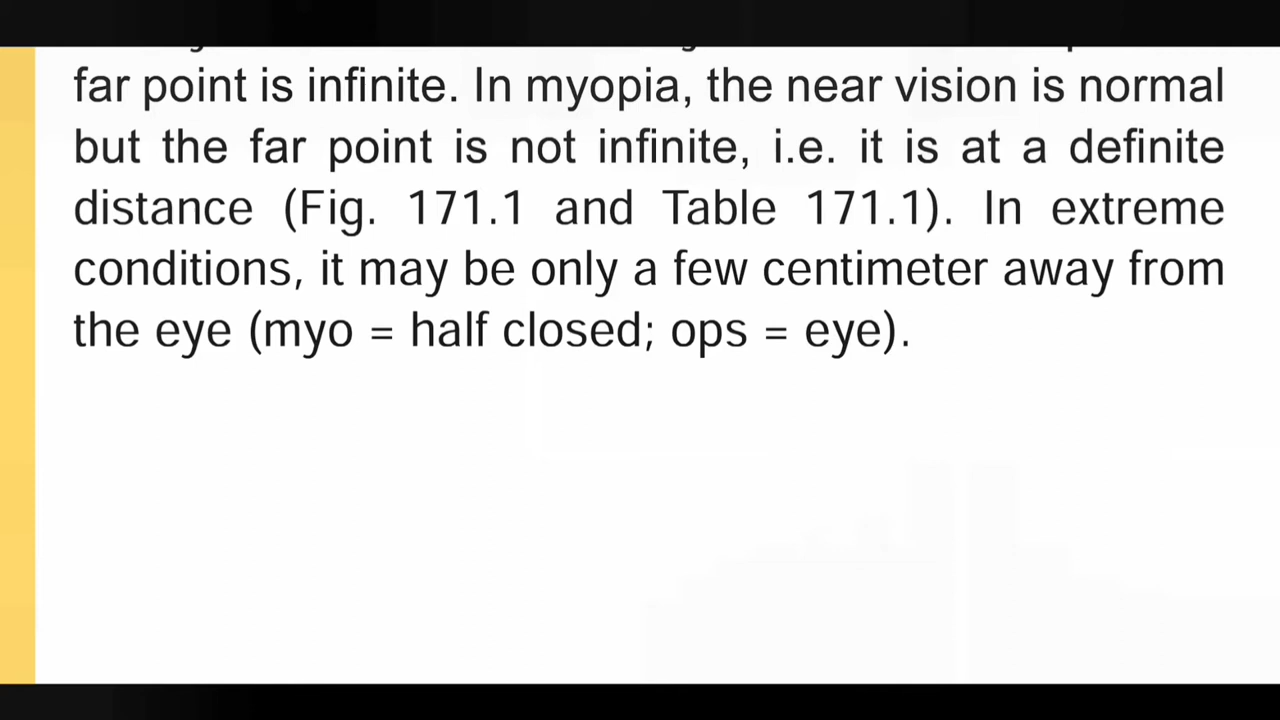 far point is infinite. In myopia, the near vision is normal
but the far point is not infinite, i.e. it is at a definite
distance (Fig. 171.1 and Table 171.1). In extreme
conditions, it may be only a few centimeter away from
the eye (myo = half closed; ops = eye).